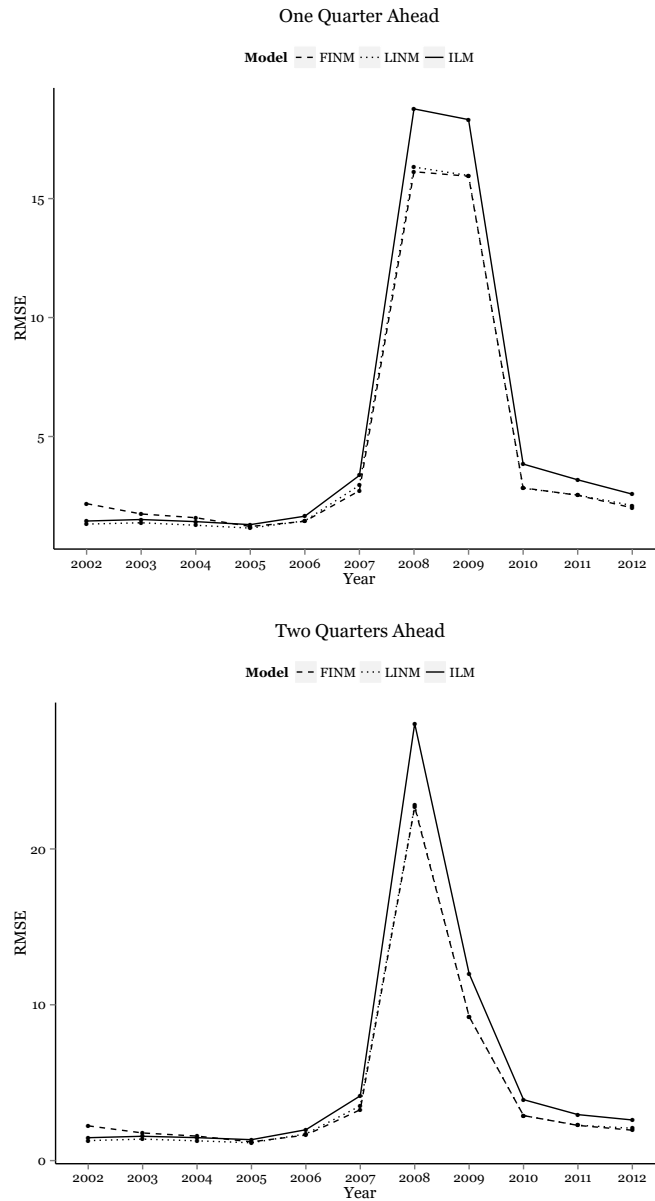 One Quarter Ahead
Model FINM LINM ILM
15
10
5
RMSE
2002 2003 2004 2005 2006 2007 2008 2009 2010 2011 2012
Year
Two Quarters Ahead
Model FINM LINM ILM
20
10
0
RMSE
2002 2003 2004 2005 2006 2007 2008 2009 2010 2011 2012
Year